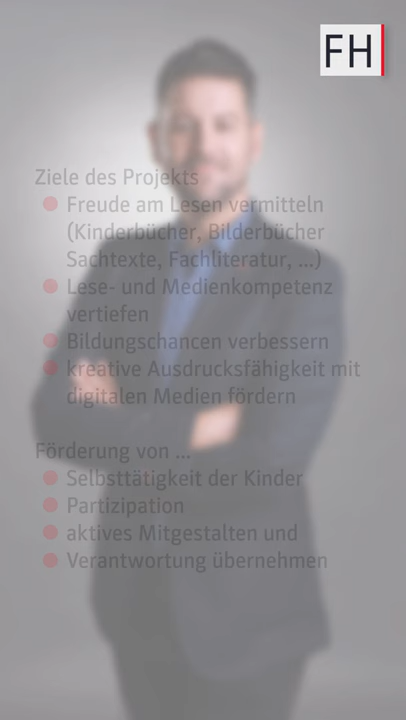 FH
Ziele des Projekts
Freude am Lesen vermitteln
(Kinderbücher, Bilderbücher
Sachtexte, Fachliteratur, ...)
Lese- und Medienkompetenz
vertiefen
Bildungschancen verbessern
kreative Ausdrucksfähigkeit mit
digitalen Medien fördern
Förderung von ...
Selbsttätigkeit der Kinder
Partizipation
aktives Mitgestalten und
Verantwortung übernehmen